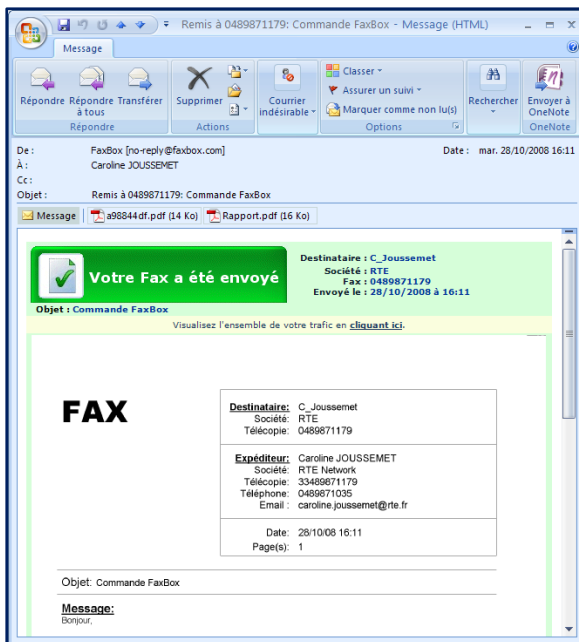 Remis à 0489871179: Commande FaxBox - Message (HTML)
Message
Répondre Répondre à tous Transférer
Supprimer
Courrier indésirable
Classer
Assurer un suivi
Marquer comme non lu(s)
Rechercher
Envoyer à OneNote
Répondre
Actions
Options
OneNote
De : FaxBox [no-reply@faxbox.com] Date : mar. 28/10/2008 16:11
À : Caroline JOUSSEMET
Cc :
Objet : Remis à 0489871179: Commande FaxBox
Message a98844df.pdf (14 Ko) Rapport.pdf (16 Ko)
Votre Fax a été envoyé
Destinataire : C_Joussemet
Société : RTE
Fax : 0489871179
Envoyé le : 28/10/2008 à 16:11
Objet : Commande FaxBox
Visualisez l'ensemble de votre trafic en cliquant ici.
FAX
Destinataire: C_Joussemet
Société: RTE
Télécopie: 0489871179
Expéditeur: Caroline JOUSSEMET
Société: RTE Network
Télécopie: 33489871179
Téléphone: 0489871035
Email : caroline.joussemet@rte.fr
Date: 28/10/08 16:11
Page(s): 1
Objet: Commande FaxBox
Message:
Bonjour,